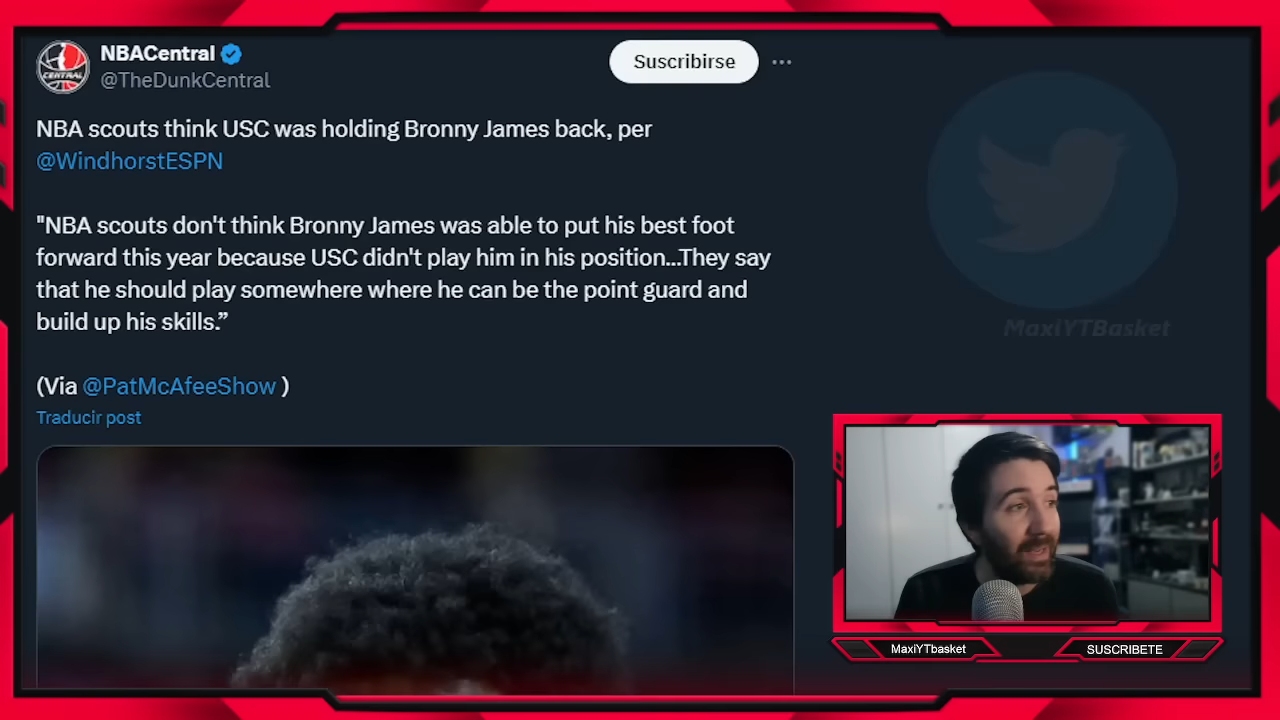 NBACentral
@TheDunkCentral
Suscribirse
NBA scouts think USC was holding Bronny James back, per
@WindhorstESPN
"NBA scouts don't think Bronny James was able to put his best foot
forward this year because USC didn't play him in his position...They say
that he should play somewhere where he can be the point guard and
build up his skills.”
(Via @PatMcAfeeShow )
Traducir post
CENTRAL
MaxiYTBasket
MaxiYTbasket
SUSCRIBETE